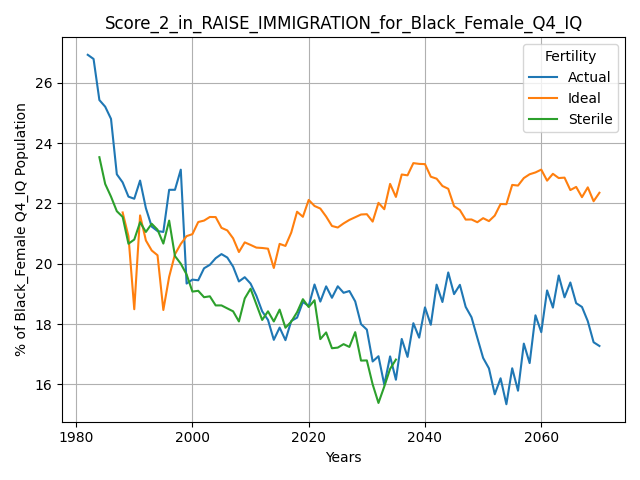 Score_2_in_RAISE_IMMIGRATION_for_Black_Female_Q4_IQ
% of Black_Female Q4_IQ Population
26
24
22
20
18
16
Fertility
Actual
Ideal
Sterile
1980
2000
2020
2040
2060
Years